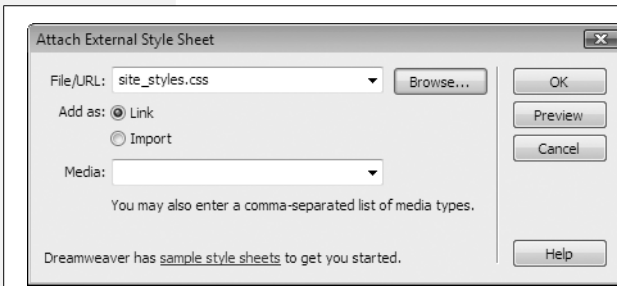 Attach External Style Sheet
File/URL: site_styles.css Browse... OK
Add as: Link Preview
Import Cancel
Media:
You may also enter a comma-separated list of media types.
Dreamweaver has sample style sheets to get you started. Help